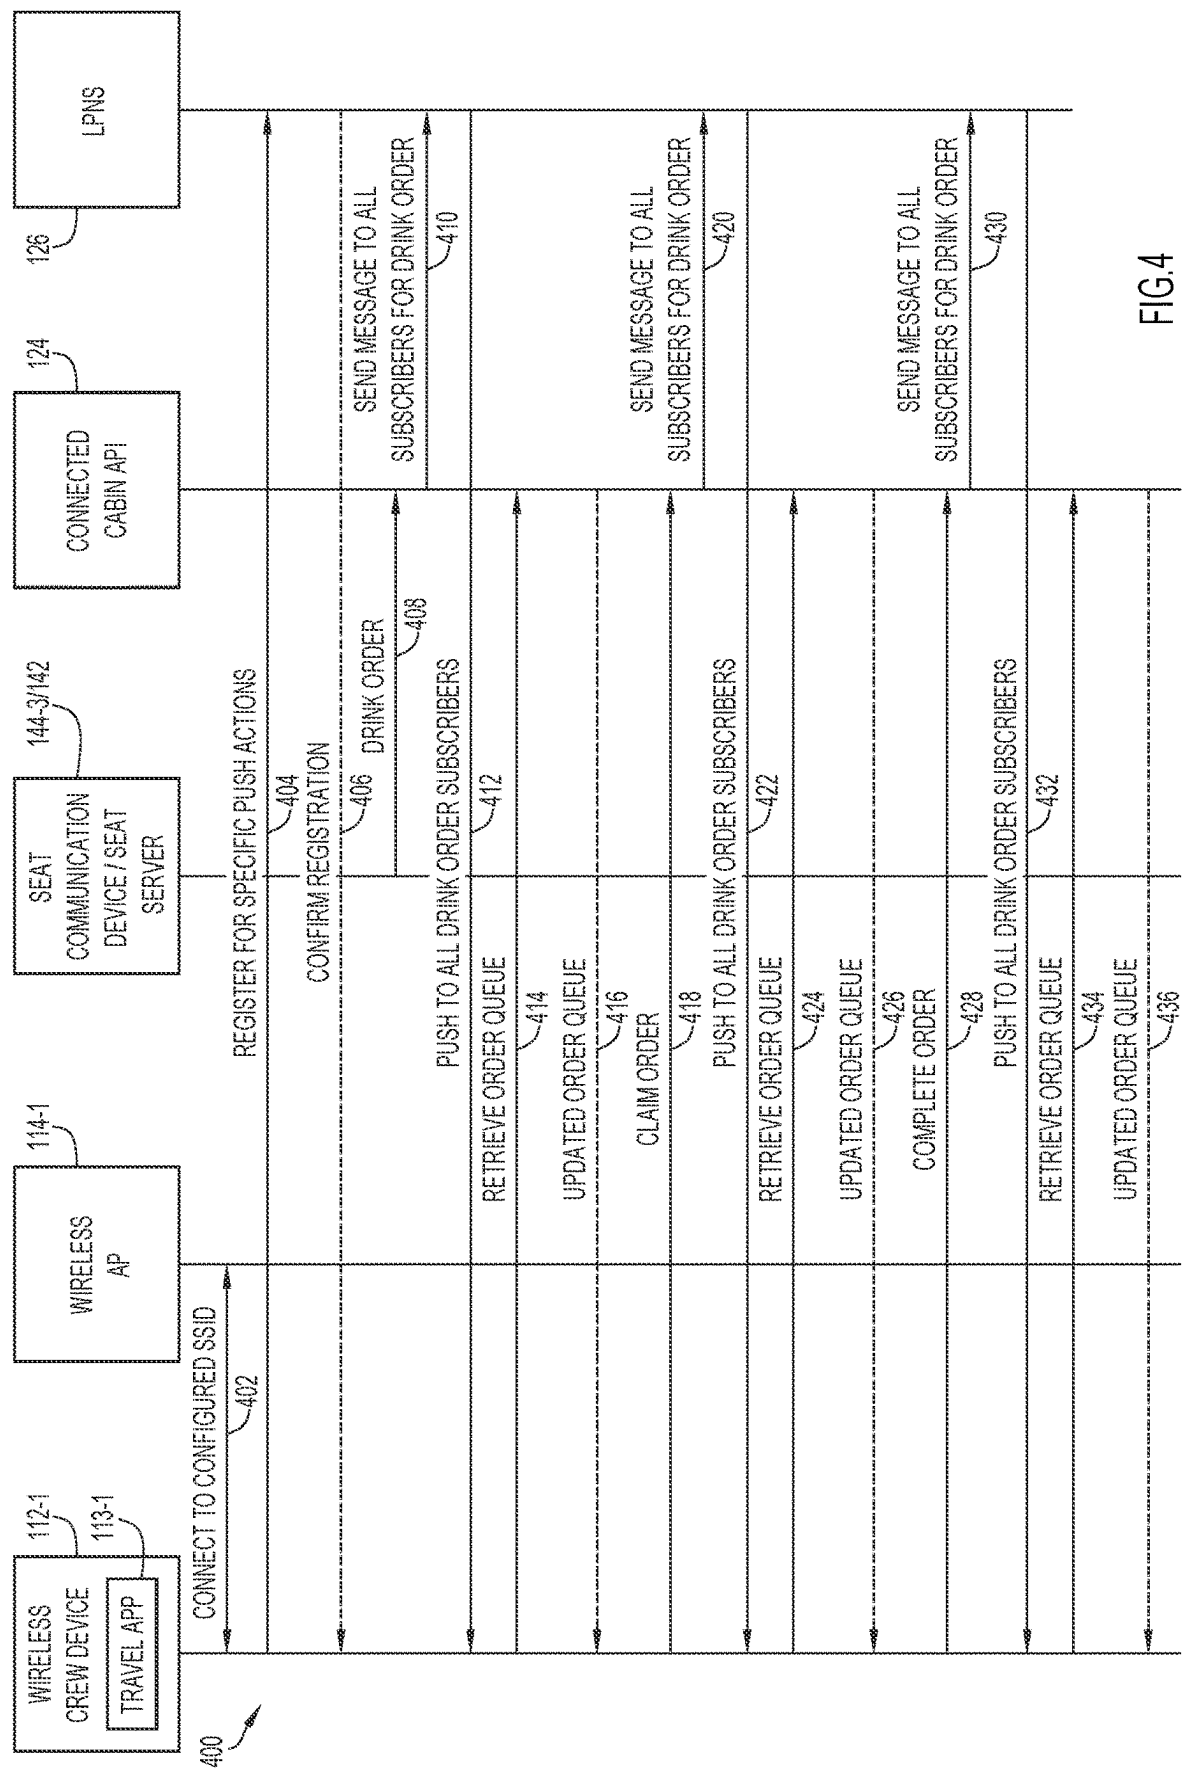 WIRELESS
CREW DEVICE
TRAVEL APP
112-1
113-1
WIRELESS
AP
114-1
SEAT
COMMUNICATION
DEVICE / SEAT
SERVER
144-3/142
CONNECTED
CABIN API
124
LPNS
126
400
CONNECT TO CONFIGURED SSID
402
REGISTER FOR SPECIFIC PUSH ACTIONS
404
CONFIRM REGISTRATION
406
DRINK ORDER
408
SEND MESSAGE TO ALL
SUBSCRIBERS FOR DRINK ORDER
410
PUSH TO ALL DRINK ORDER SUBSCRIBERS
412
RETRIEVE ORDER QUEUE
414
UPDATED ORDER QUEUE
416
CLAIM ORDER
418
SEND MESSAGE TO ALL
SUBSCRIBERS FOR DRINK ORDER
420
PUSH TO ALL DRINK ORDER SUBSCRIBERS
422
RETRIEVE ORDER QUEUE
424
UPDATED ORDER QUEUE
426
COMPLETE ORDER
428
SEND MESSAGE TO ALL
SUBSCRIBERS FOR DRINK ORDER
430
PUSH TO ALL DRINK ORDER SUBSCRIBERS
432
RETRIEVE ORDER QUEUE
434
UPDATED ORDER QUEUE
436
FIG.4